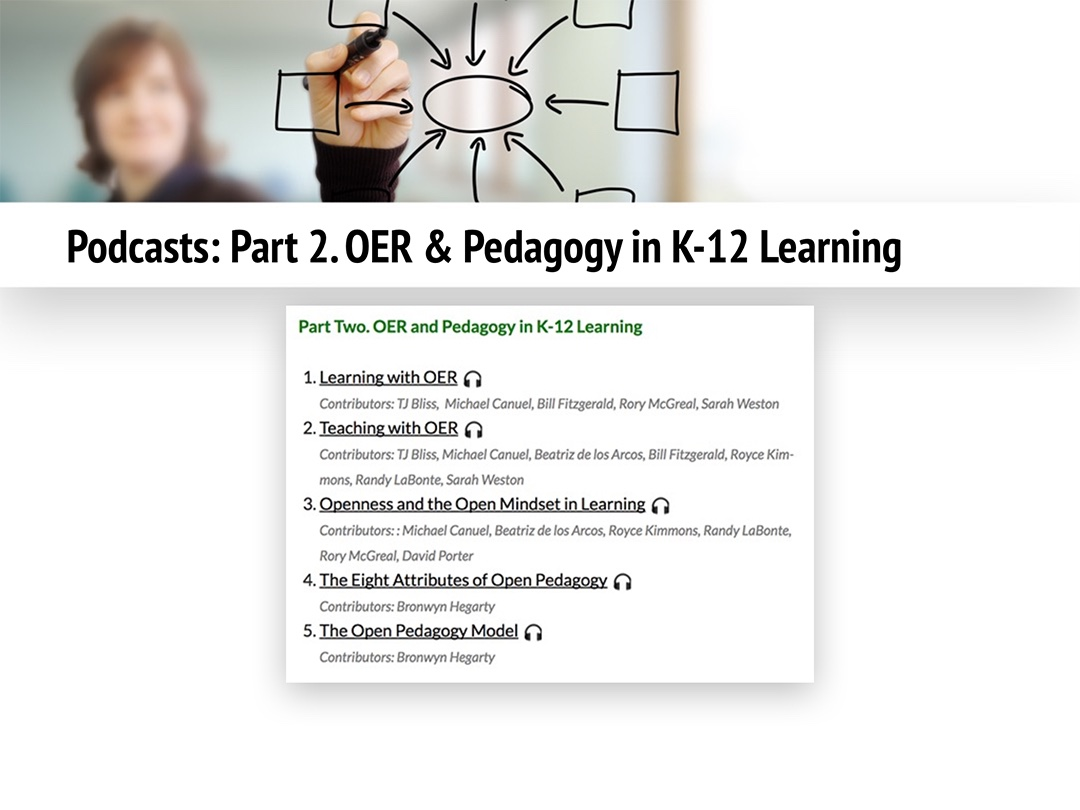 Podcasts: Part 2. OER & Pedagogy in K-12 Learning
Part Two. OER and Pedagogy in K-12 Learning
1. Learning with OER
Contributors: TJ Bliss, Michael Canuel, Bill Fitzgerald, Rory McGreal, Sarah Weston
2. Teaching with OER
Contributors: TJ Bliss, Michael Canuel, Beatriz de los Arcos, Bill Fitzgerald, Royce Kim-
mons, Randy LaBonte, Sarah Weston
3. Openness and the Open Mindset in Learning
Contributors: : Michael Canuel, Beatriz de los Arcos, Royce Kimmons, Randy LaBonte,
Rory McGreal, David Porter
4. The Eight Attributes of Open Pedagogy
Contributors: Bronwyn Hegarty
5. The Open Pedagogy Model
Contributors: Bronwyn Hegarty